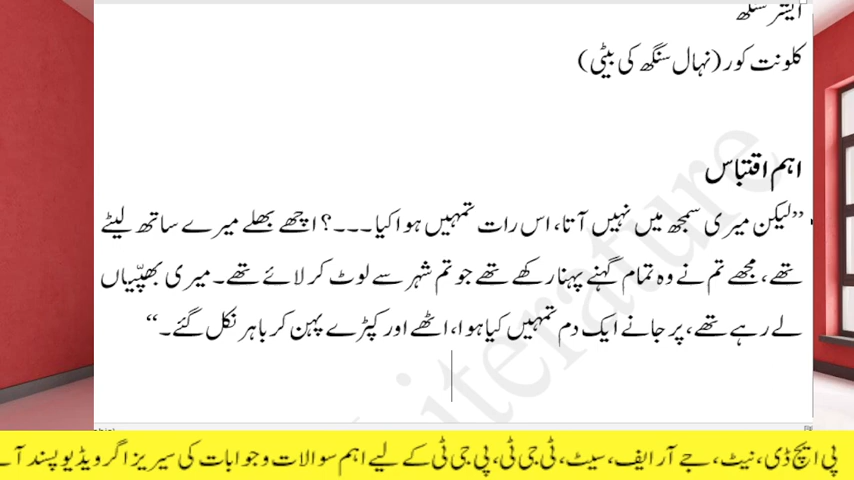 ایشر سنگھ
کلونت کور (نہال سنگھ کی بیٹی)
اہم اقتباس
”لیکن میری سمجھ میں نہیں آتا، اس رات تمہیں ہوا کیا ۔۔۔؟ اچھے بھلے میرے ساتھ لیٹے
تھے، مجھے تم نے وہ تمام گہنے پہنا رکھے تھے جو تم شہر سے لوٹ کر لائے تھے۔ میری بھپّیاں
لے رہے تھے، پر جانے ایک دم تمہیں کیا ہوا، اٹھے اور کپڑے پہن کر باہر نکل گئے۔“
Literature
پی ایچ ڈی، نیٹ، جے آر ایف، سیٹ، ٹی جی ٹی، پی جی ٹی کے لیے اہم سوالات و جوابات کی سیریز اگر ویڈیو پسند آ